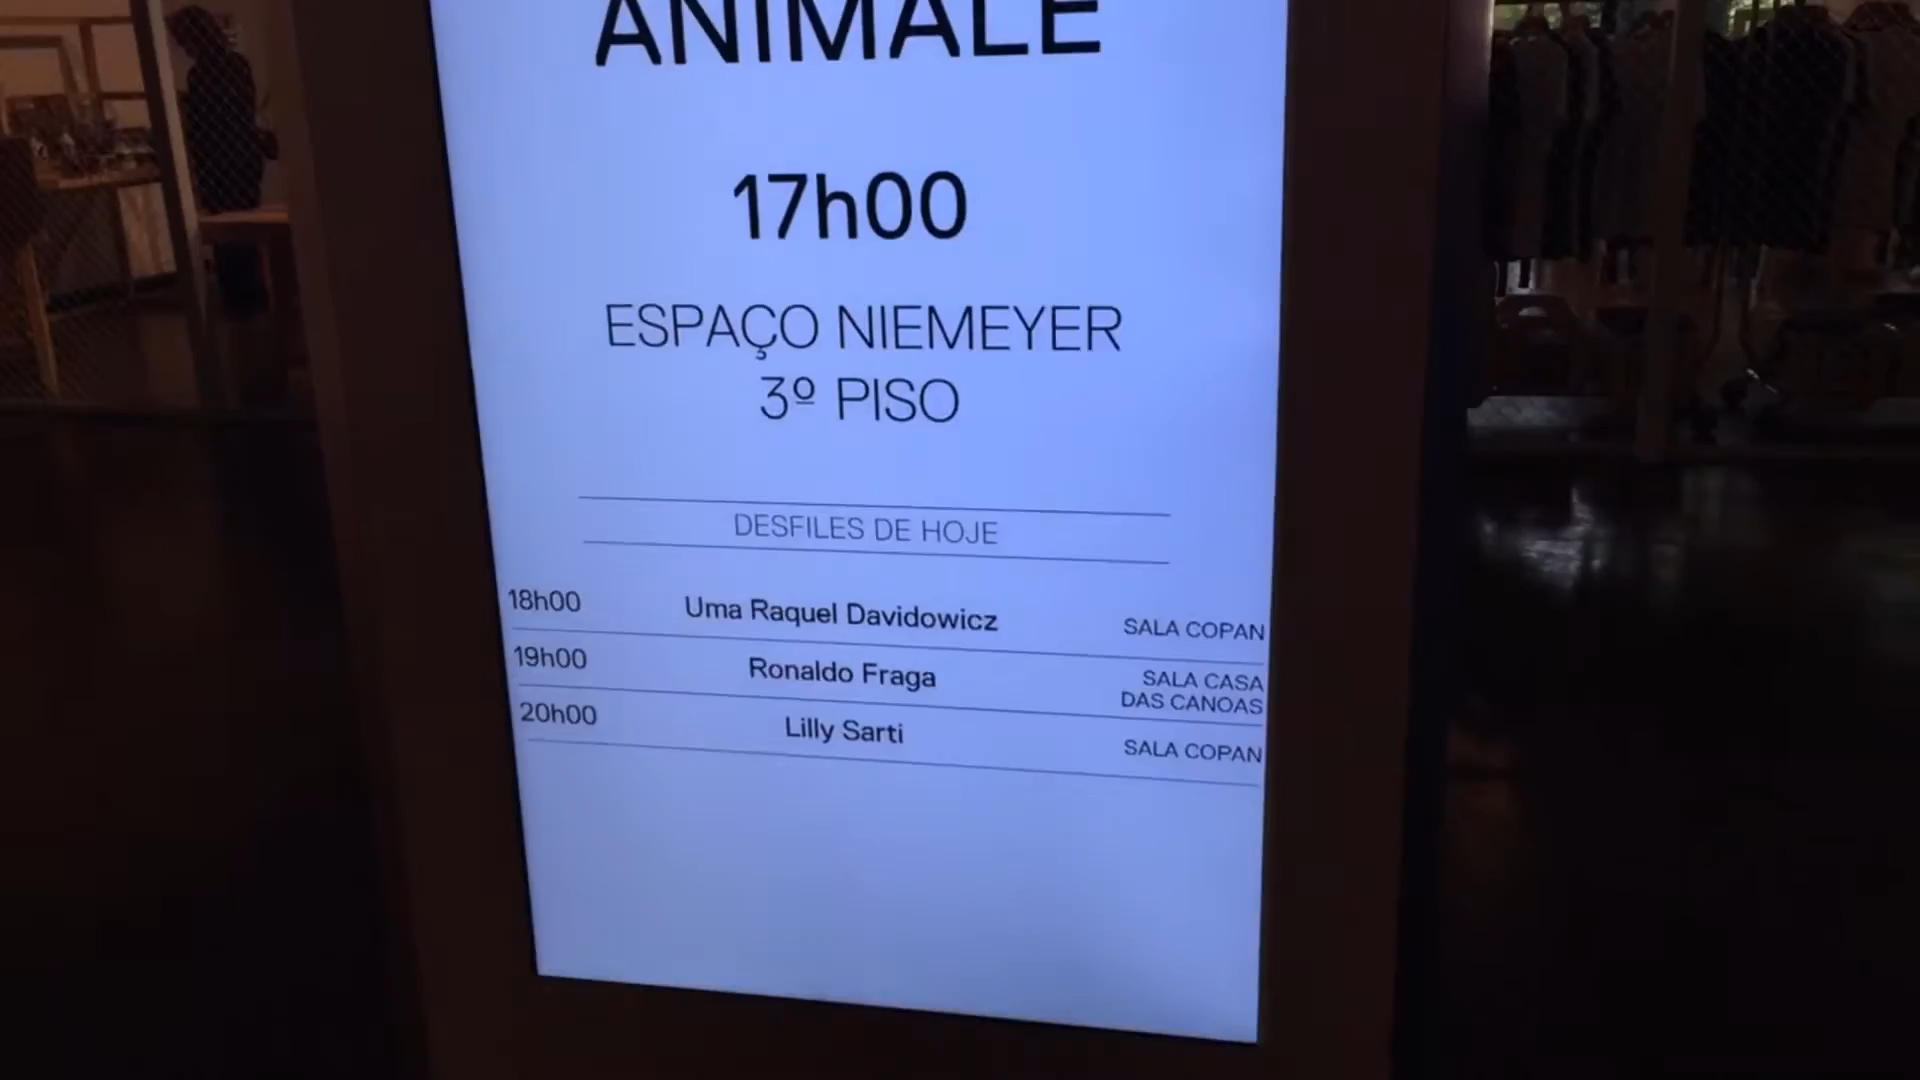 ANIMALE
17h00
ESPAÇO NIEMEYER
3º PISO
DESFILES DE HOJE
18h00 Uma Raquel Davidowicz SALA COPAN
19h00 Ronaldo Fraga SALA CASA
DAS CANOAS
20h00 Lilly Sarti SALA COPAN